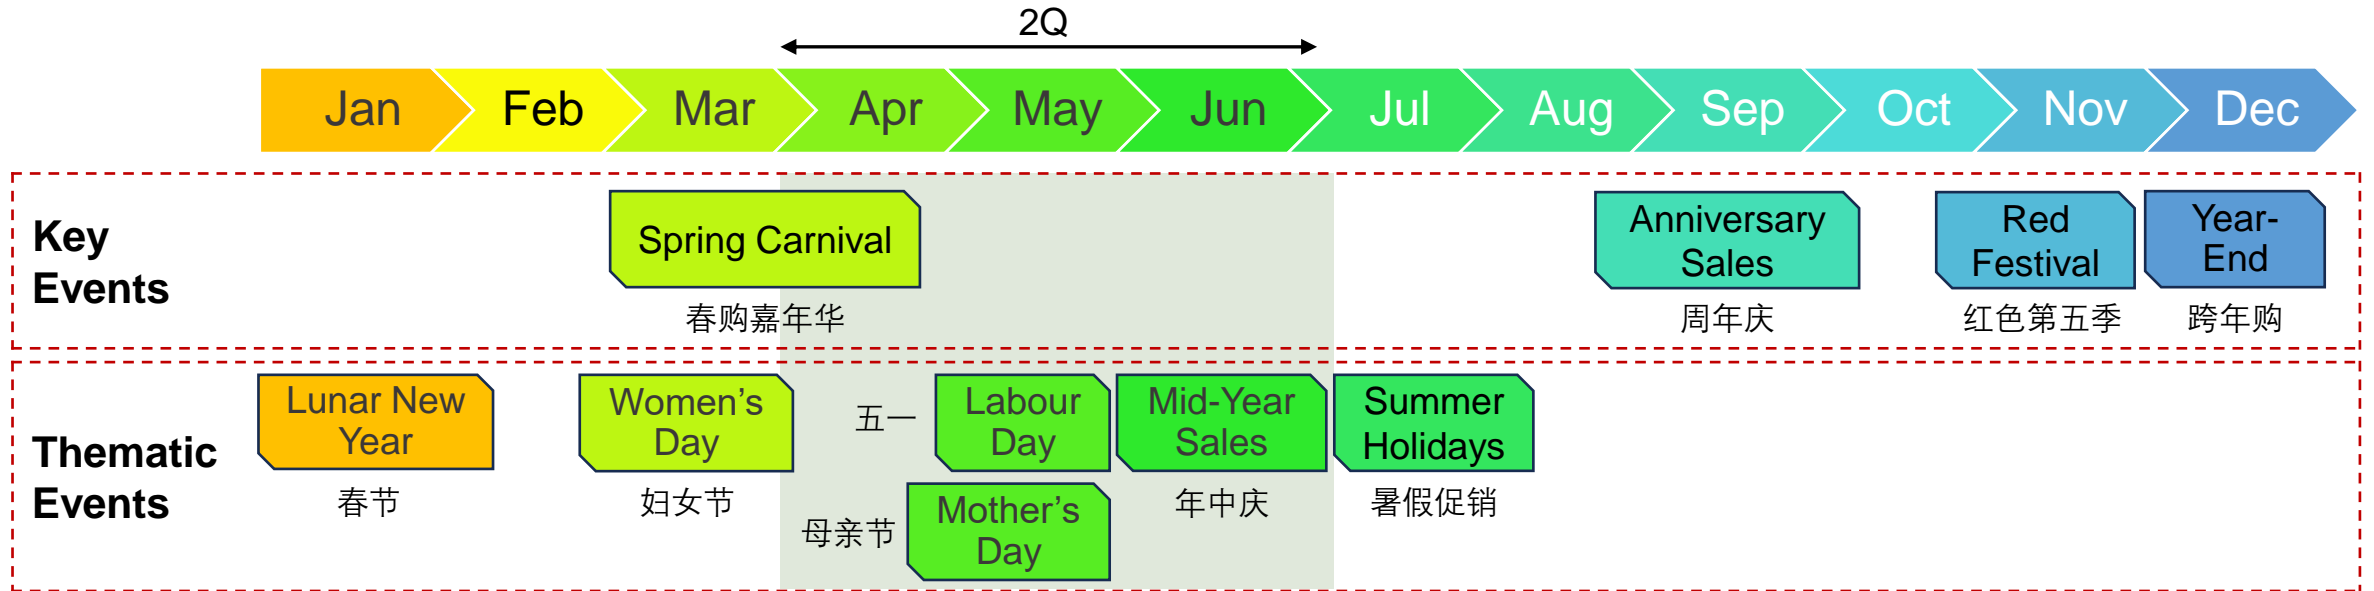 2Q
Jan Feb Mar Apr May Jun Jul Aug Sep Oct Nov Dec
Key
Events
Spring Carnival
春购嘉年华
Anniversary
Sales
周年庆
Red
Festival
红色第五季
Year-
End
跨年购
Thematic
Events
Lunar New
Year
春节
Women’s
Day
妇女节
五一
Labour
Day
母亲节
Mother’s
Day
Mid-Year
Sales
年中庆
Summer
Holidays
暑假促销